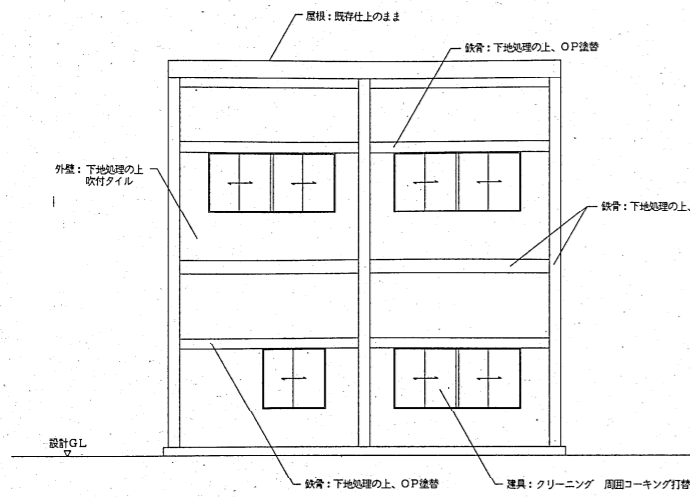 屋根：既存仕上のまま
鉄骨：下地処理の上、OP塗替
外壁：下地処理の上
吹付タイル
鉄骨：下地処理の上、
設計GL
鉄骨：下地処理の上、OP塗替
建具：クリーニング　周囲コーキング打替